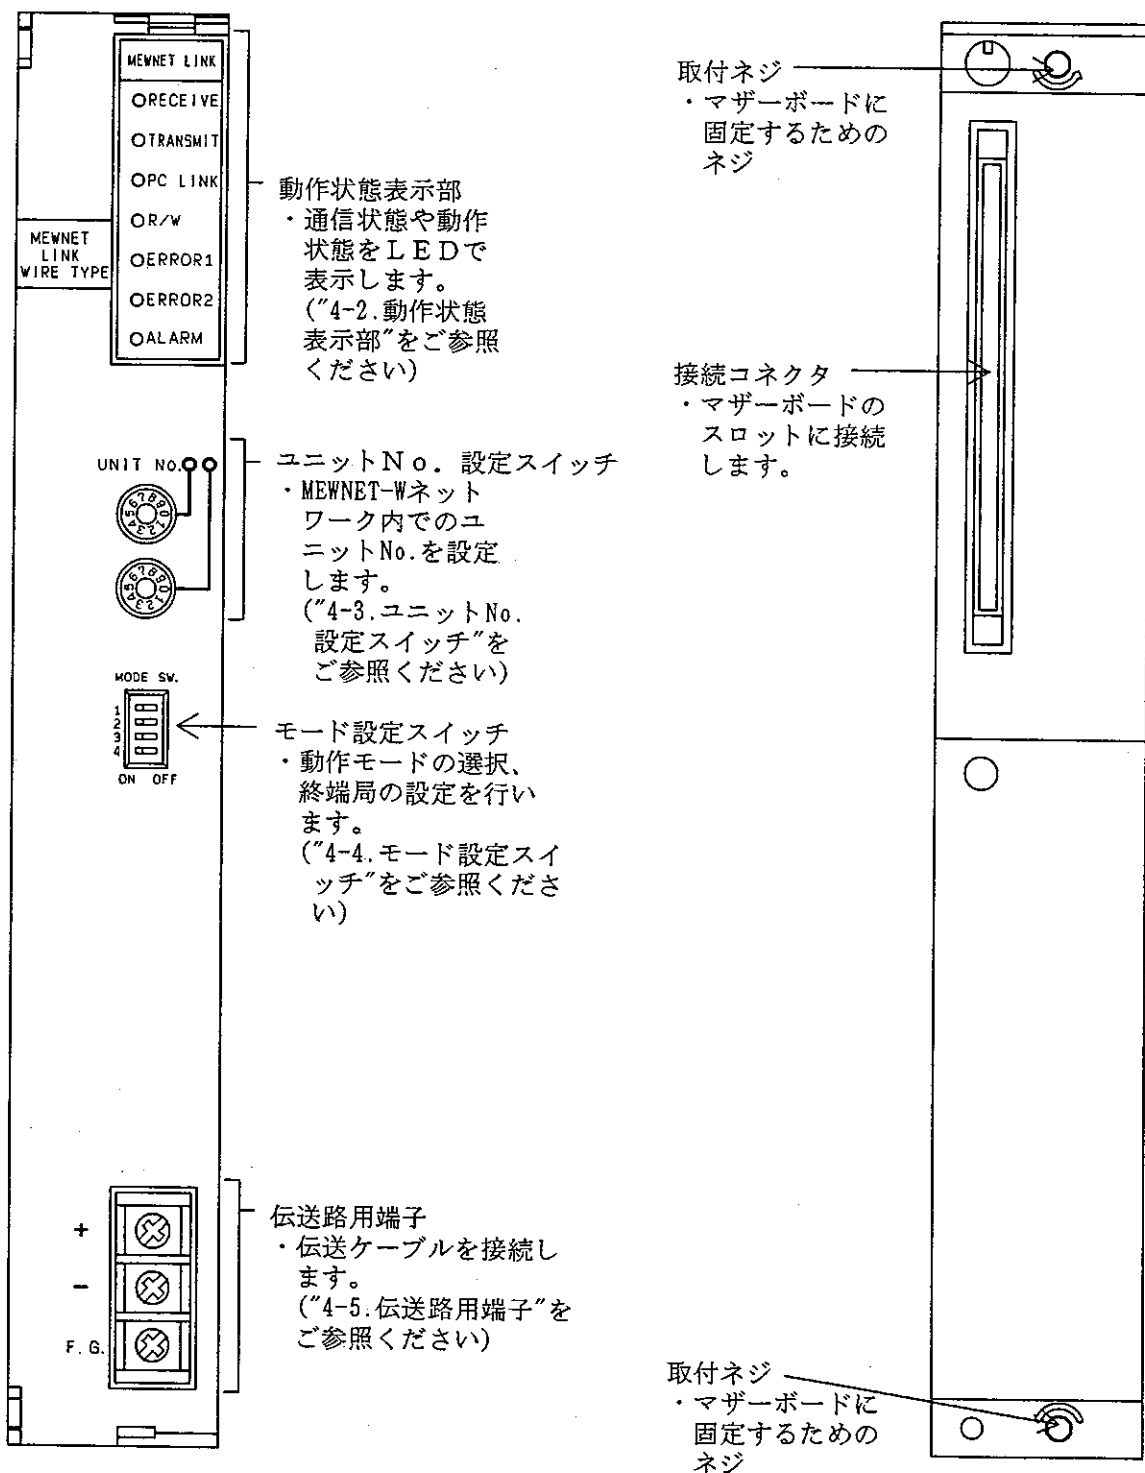 MEWNET LINK
RECEIVE
TRANSMIT
PC LINK
R/W
ERROR1
ERROR2
ALARM
MEWNET
LINK
WIRE TYPE
動作状態表示部
・通信状態や動作
状態をＬＥＤで
表示します。
("4-2.動作状態
表示部"をご参照
ください)
UNIT No.
ユニットＮｏ．設定スイッチ
・MEWNET-Wネット
ワーク内でのユ
ニットNo.を設定
します。
("4-3.ユニットNo.
設定スイッチ"を
ご参照ください)
MODE SW.
1
2
3
4
ON OFF
モード設定スイッチ
・動作モードの選択、
終端局の設定を行い
ます。
("4-4.モード設定スイ
ッチ"をご参照くださ
い)
+
-
F.G.
伝送路用端子
・伝送ケーブルを接続し
ます。
("4-5.伝送路用端子"を
ご参照ください)
取付ネジ
・マザーボードに
固定するための
ネジ
接続コネクタ
・マザーボードの
スロットに接続
します。
取付ネジ
・マザーボードに
固定するための
ネジ